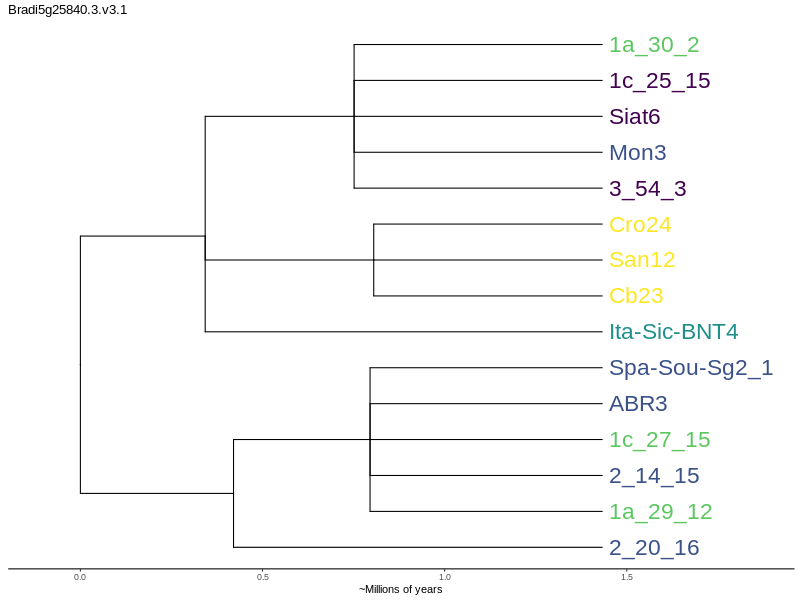 Bradi5g25840.3.v3.1
1a_30_2
1c_25_15
Siat6
Mon3
3_54_3
Cro24
San12
Cb23
Ita-Sic-BNT4
Spa-Sou-Sg2_1
ABR3
1c_27_15
2_14_15
1a_29_12
2_20_16
0.0 0.5 1.0 1.5
~Millions of years